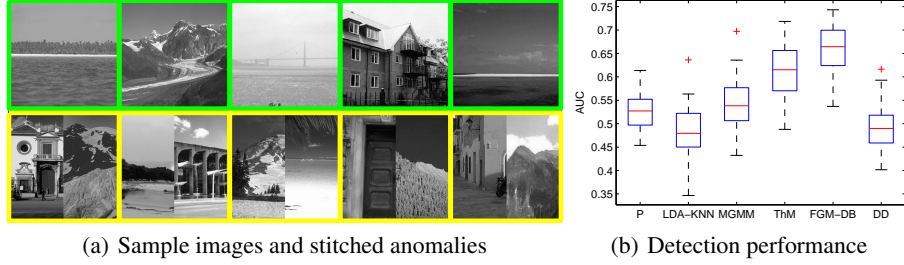 0.75
0.7
0.65
0.6
0.55
0.5
0.45
0.4
0.35
AUC
P LDA−KNN MGMM ThM FGM−DB DD
(a) Sample images and stitched anomalies
(b) Detection performance